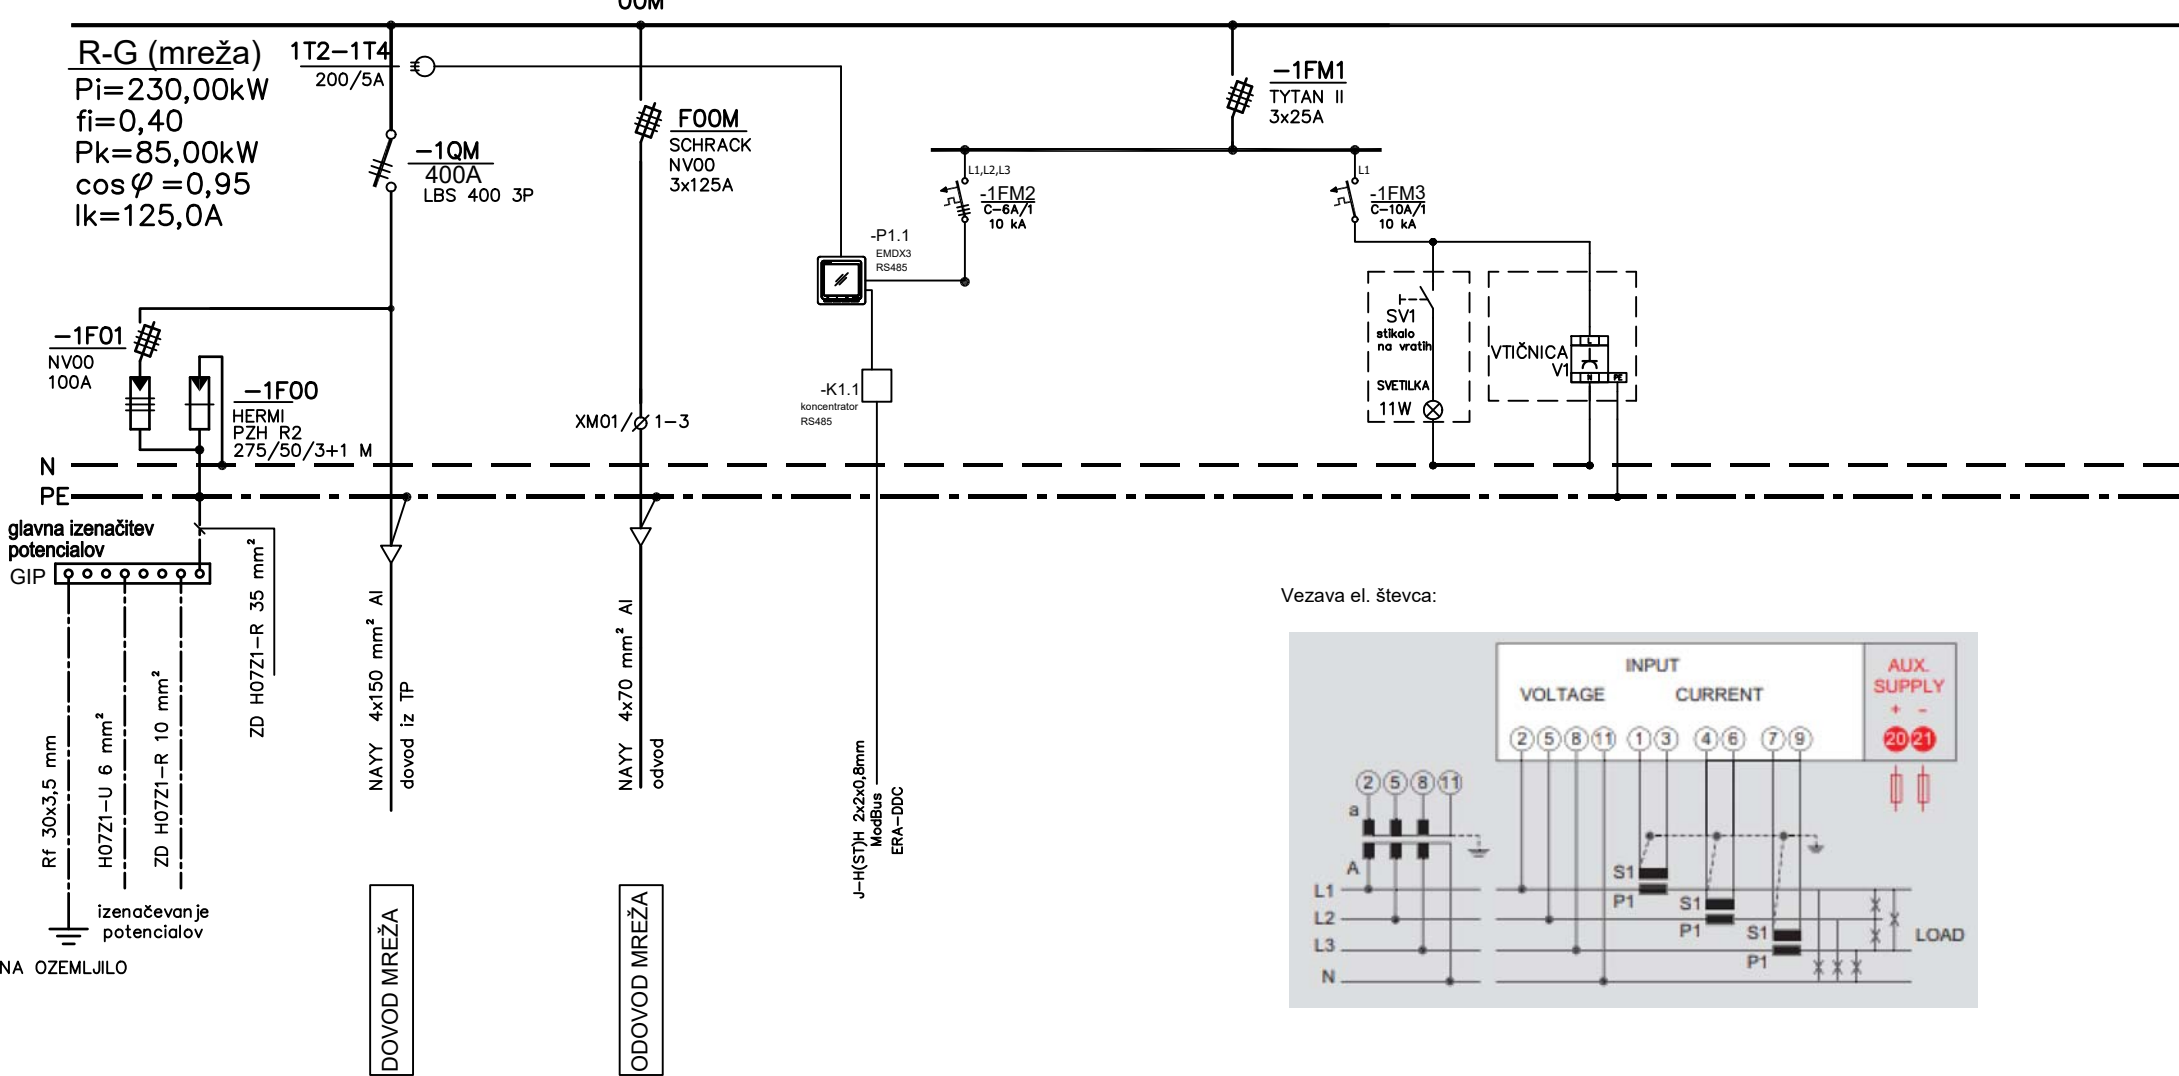 OOM
R-G (mreža)
Pi=230,00kW
fi=0,40
Pk=85,00kW
cosφ=0,95
Ik=125,0A
1T2-1T4
200/5A
-1QM
400A
LBS 400 3P
FOOM
SCHRACK
NV00
3x125A
-1FM1
TYTAN II
3x25A
L1,L2,L3
-1FM2
C-6A/1
10 kA
L1
-1FM3
C-10A/1
10 kA
-P1.1
EMDX3
RS485
-1F01
NV00
100A
-1F00
HERMI
PZH R2
275/50/3+1 M
XM01/ 1-3
-K1.1
koncentrator
RS485
SV1
stikalo
na vratih
SVETILKA
11W
VTIČNICA
V1
L
N PE
N
PE
glavna izenačitev
potencialov
GIP
Rf 30x3,5 mm
H07Z1-U 6 mm²
ZD H07Z1-R 10 mm²
ZD H07Z1-R 35 mm²
izenačevanje
potencialov
NA OZEMLJILO
NAYY 4x150 mm² Al
dovod iz TP
DOVOD MREŽA
NAYY 4x70 mm² Al
odvod
ODOVOD MREŽA
J-H(ST)H 2x2x0,8mm
ModBus
ERA-DDC
Vezava el. števca:
INPUT
VOLTAGE CURRENT
AUX.
SUPPLY
+ -
2 5 8 11 1 3 4 6 7 9 20 21
2 5 8 11
a
A
S1
P1
S1
P1
S1
P1
L1
L2
L3
N
LOAD